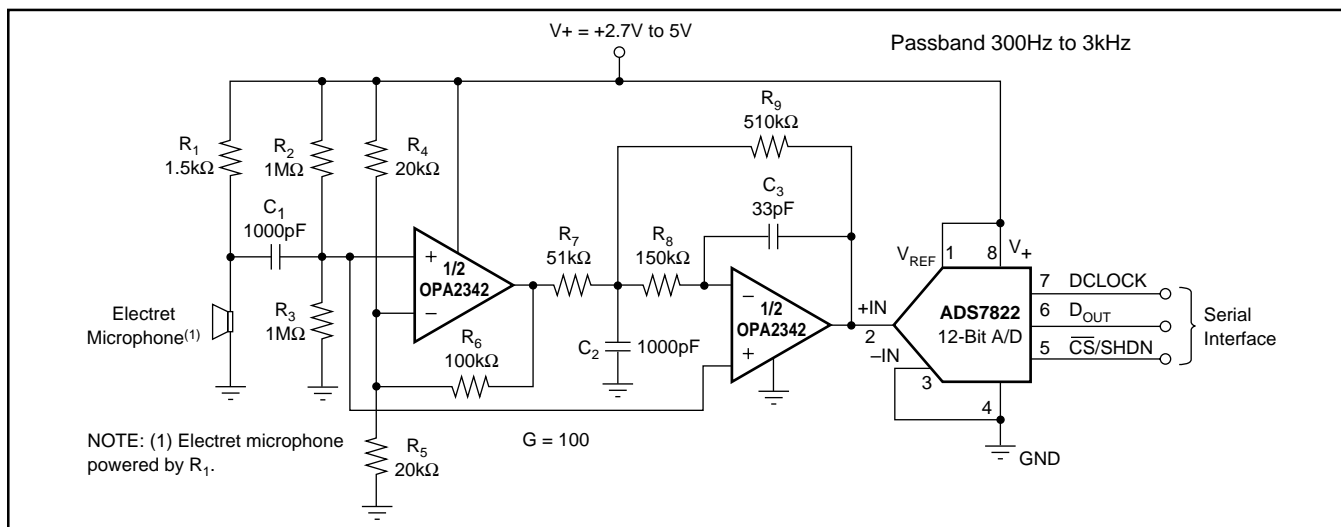 V+ = +2.7V to 5V
Passband 300Hz to 3kHz
R1
1.5kΩ
R2
1MΩ
R4
20kΩ
C1
1000pF
R9
510kΩ
C3
33pF
R7
51kΩ
R8
150kΩ
+
1/2
OPA2342
−
−
1/2
OPA2342
+
VREF
1
8
V+
7
DCLOCK
+IN
2
ADS7822
12-Bit A/D
6
DOUT
Serial
Interface
–IN
3
5
CS/SHDN
4
GND
Electret
Microphone(1)
R3
1MΩ
R6
100kΩ
C2
1000pF
R5
20kΩ
G = 100
NOTE: (1) Electret microphone
powered by R1.